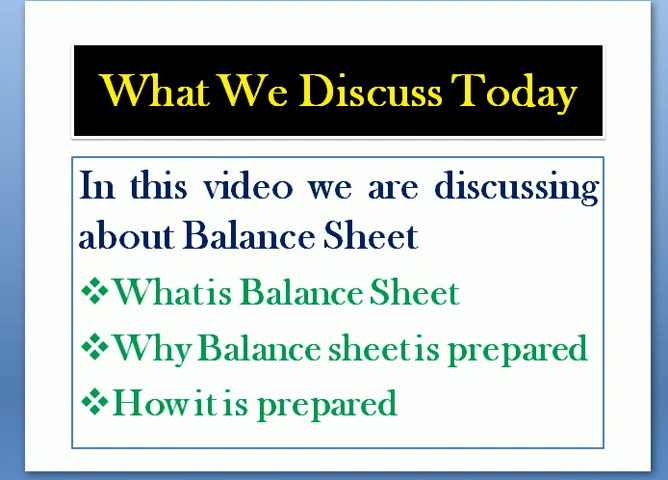 What We Discuss Today
In this video we are discussing
about Balance Sheet
❖What is Balance Sheet
❖Why Balance sheet is prepared
❖How it is prepared